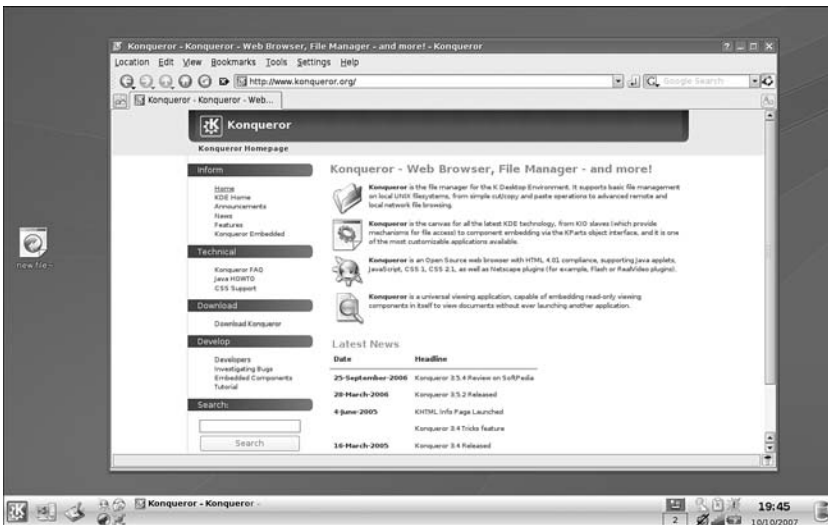 Konqueror - Konqueror - Web Browser, File Manager - and more! - Konqueror
Location Edit View Bookmarks Tools Settings Help
http://www.konqueror.org/
Google Search
Konqueror - Konqueror - Web...
Konqueror
Konqueror Homepage
Inform
Home
KDE Home
Announcements
News
Features
Konqueror Embedded
Technical
Konqueror FAQ
Java HOWTO
CSS Support
Download
Download Konqueror
Develop
Developers
Investigating Bugs
Embedded Components
Tutorial
Search:
Search
Konqueror - Web Browser, File Manager - and more!
Konqueror is the file manager for the K Desktop Environment. It supports basic file management
on local UNIX filesystems, from simple cut/copy and paste operations to advanced remote and
local network file browsing.
Konqueror is the canvas for all the latest KDE technology, from KIO slaves (which provide
mechanisms for file access) to component embedding via the KParts object interface, and it is one
of the most customizable applications available.
Konqueror is an Open Source web browser with HTML 4.01 compliance, supporting Java applets,
JavaScript, CSS 1, CSS 2.1, as well as Netscape plugins (for example, Flash or RealVideo plugins).
Konqueror is a universal viewing application, capable of embedding read-only viewing
components in itself to view documents without ever launching another application.
Latest News
Date Headline
25-September-2006 Konqueror 3.5.4 Review on SoftPedia
28-March-2006 Konqueror 3.5.2 Released
4-June-2005 KHTML Info Page Launched
Konqueror 3.4 Tricks feature
16-March-2005 Konqueror 3.4 Released
new file~
Konqueror - Konqueror -
2
19:45
10/10/2007